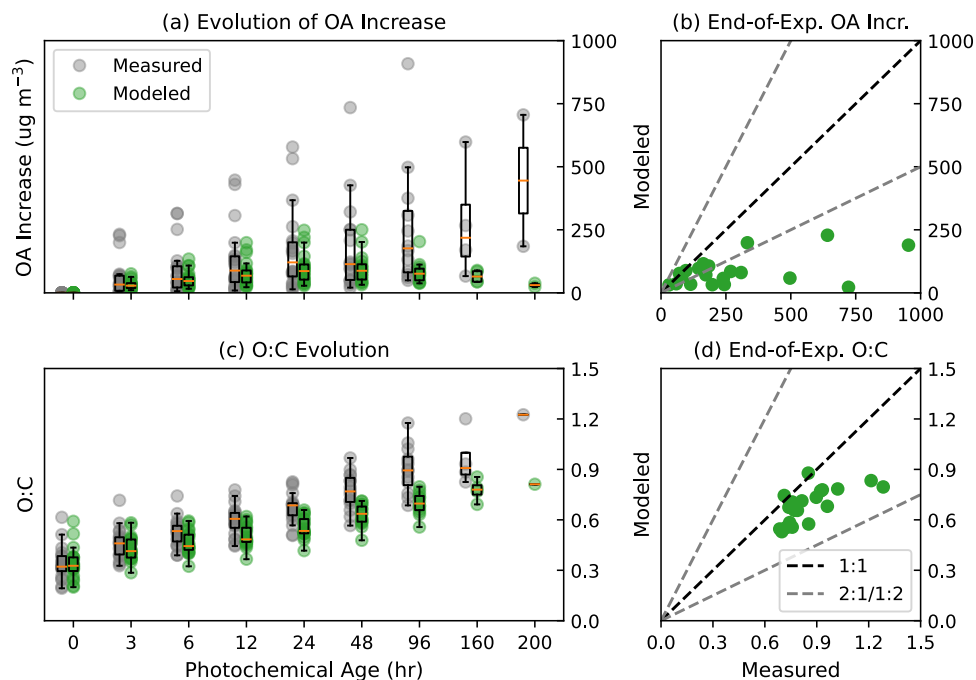 (a) Evolution of OA Increase
OA Increase (ug m⁻³)
Measured
Modeled
1000
750
500
250
0
(b) End-of-Exp. OA Incr.
Modeled
1000
750
500
250
0
0 250 500 750 1000
(c) O:C Evolution
O:C
1.5
1.2
0.9
0.6
0.3
0.0
0 3 6 12 24 48 96 160 200
Photochemical Age (hr)
(d) End-of-Exp. O:C
Modeled
1.5
1.2
0.9
0.6
0.3
0.0
1:1
2:1/1:2
0.0 0.3 0.6 0.9 1.2 1.5
Measured